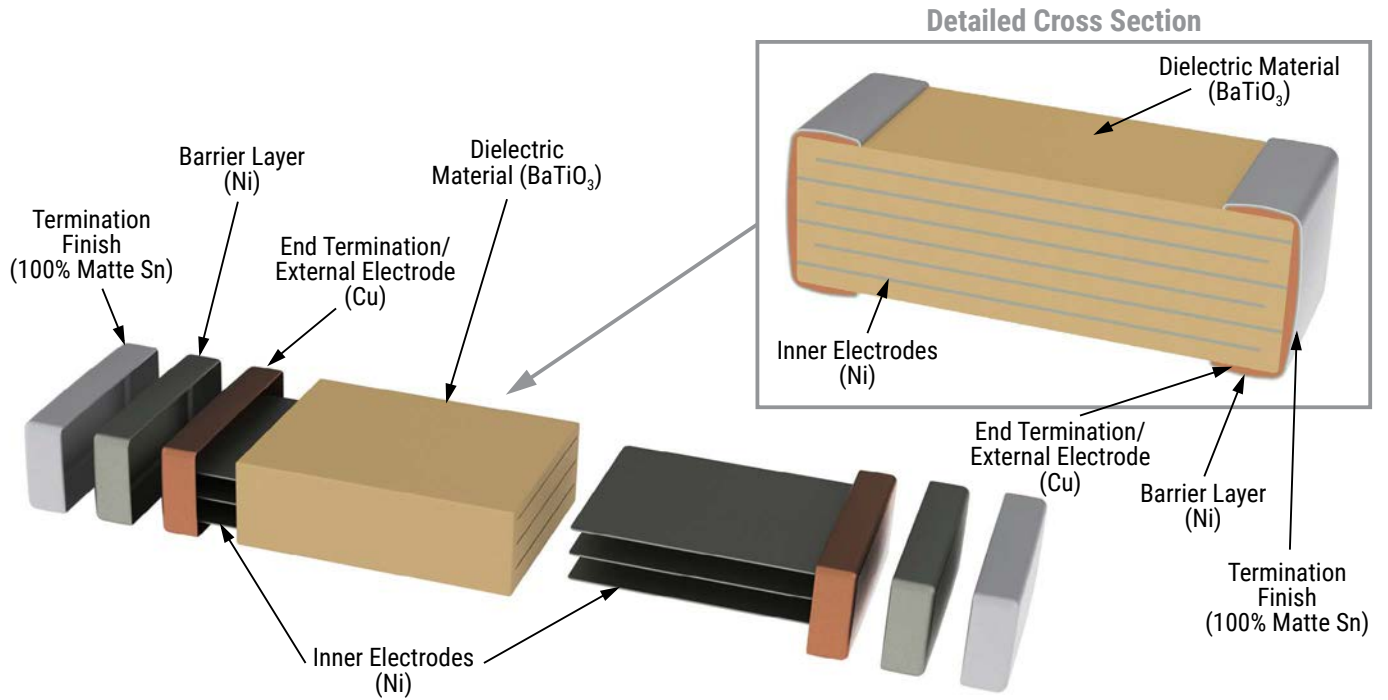 Detailed Cross Section
Dielectric Material
(BaTiO₃)
Inner Electrodes
(Ni)
End Termination/
External Electrode
(Cu)
Barrier Layer
(Ni)
Termination
Finish
(100% Matte Sn)
Termination
Finish
(100% Matte Sn)
Barrier Layer
(Ni)
End Termination/
External Electrode
(Cu)
Dielectric
Material (BaTiO₃)
Inner Electrodes
(Ni)